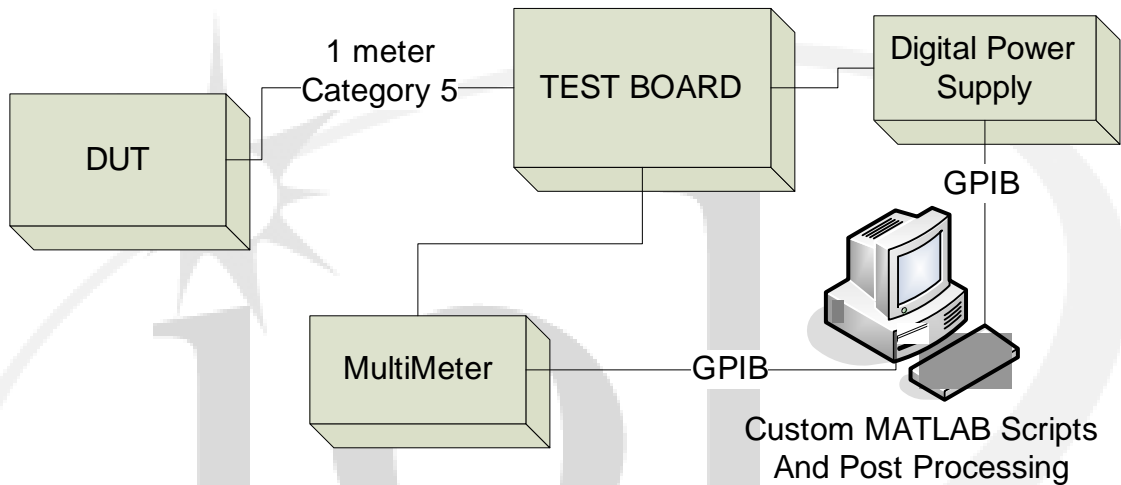 1 meter
Category 5
TEST BOARD
Digital Power
Supply
DUT
GPIB
MultiMeter
GPIB
Custom MATLAB Scripts
And Post Processing